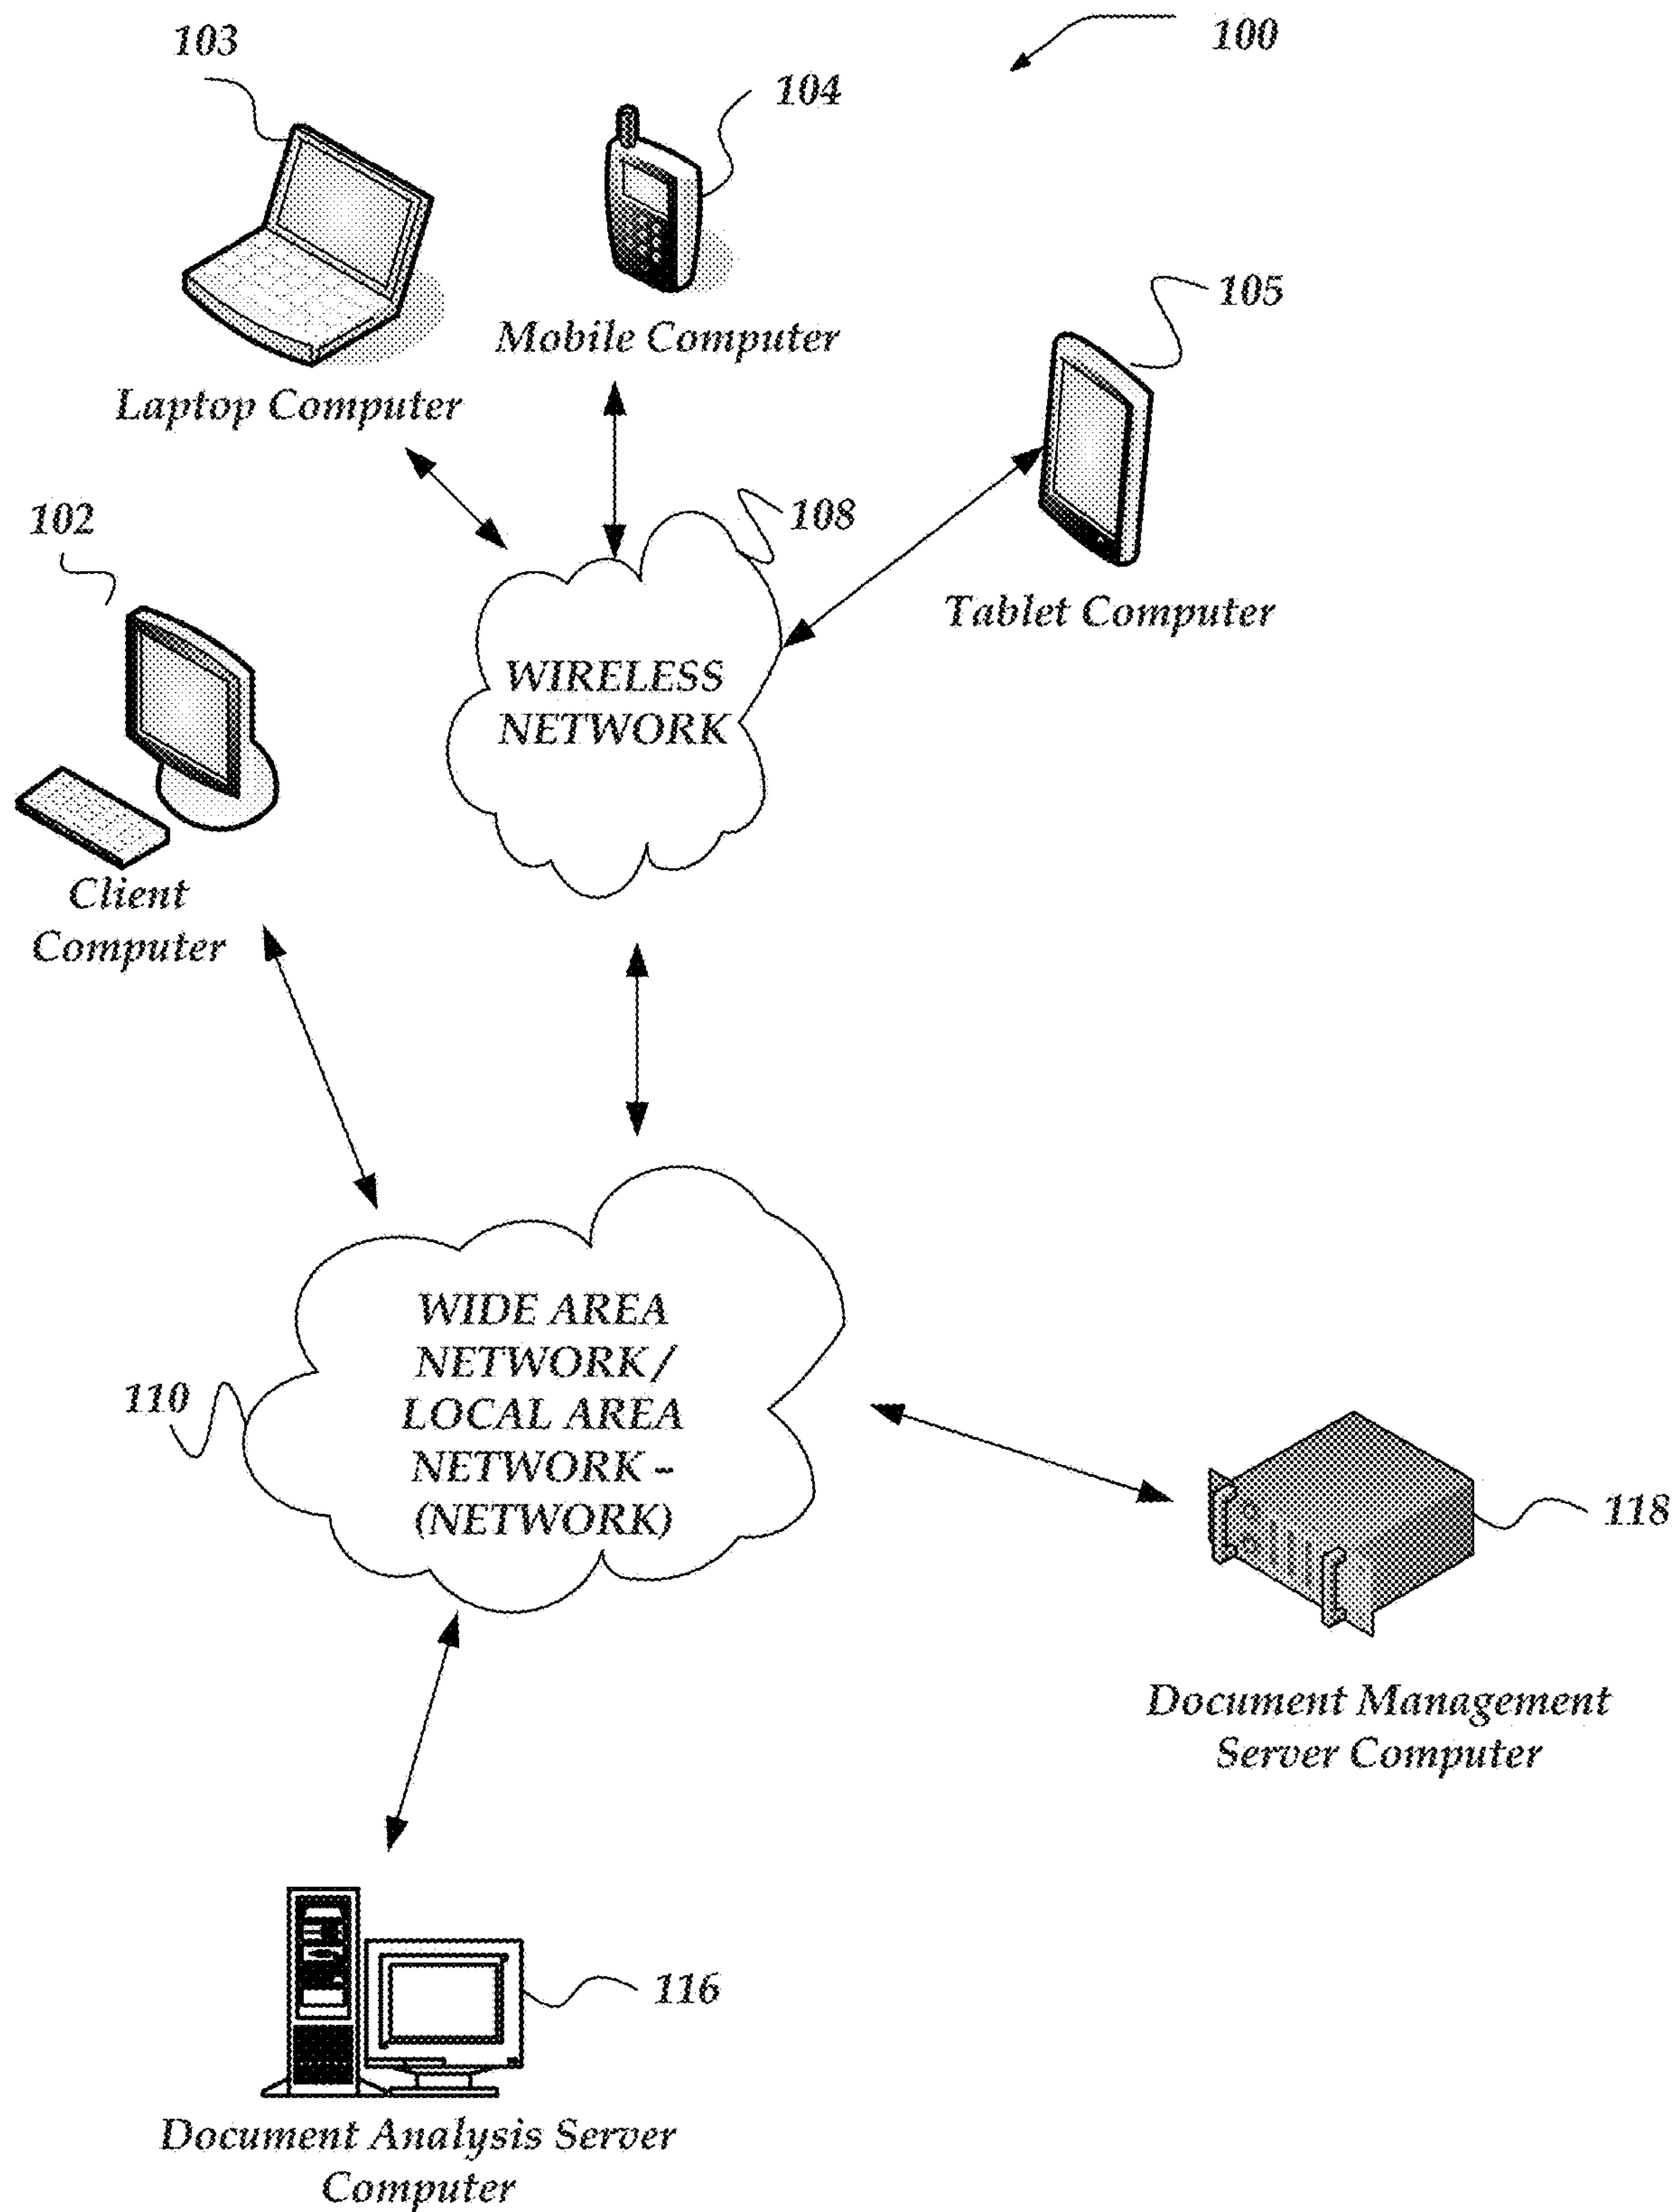 100
103
104
105
Mobile Computer
Laptop Computer
108
102
Tablet Computer
WIRELESS
NETWORK
Client
Computer
WIDE AREA
NETWORK /
LOCAL AREA
NETWORK –
(NETWORK)
110
118
Document Management
Server Computer
116
Document Analysis Server
Computer